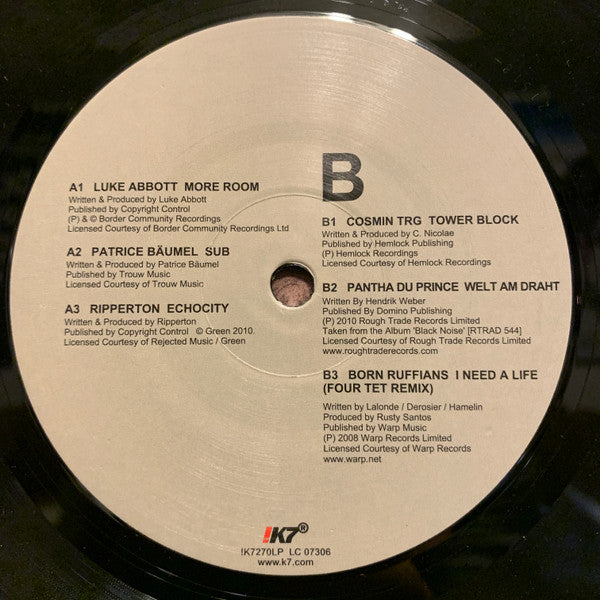 A1 LUKE ABBOTT MORE ROOM
Written & Produced by Luke Abbott
Published by Copyright Control
(P) & © Border Community Recordings
Licensed Courtesy of Border Community Recordings Ltd
A2 PATRICE BÄUMEL SUB
Written & Produced by Patrice Bäumel
Published by Trouw Music
Licensed Courtesy of Trouw Music
A3 RIPPERTON ECHOCITY
Written & Produced by Ripperton
Published by Copyright Control © Green 2010.
Licensed Courtesy of Rejected Music / Green
B
B1 COSMIN TRG TOWER BLOCK
Written & Produced by C. Nicolae
Published by Hemlock Publishing
(P) Hemlock Recordings
Licensed Courtesy of Hemlock Recordings
B2 PANTHA DU PRINCE WELT AM DRAHT
Written By Hendrik Weber
Published By Domino Publishing
(P) 2010 Rough Trade Records Limited
Taken from the Album 'Black Noise' [RTRAD 544]
Licensed Courtesy of Rough Trade Records Limited
www.roughtraderecords.com
B3 BORN RUFFIANS I NEED A LIFE
(FOUR TET REMIX)
Written by Lalonde / Derosier / Hamelin
Produced by Rusty Santos
Published by Warp Music
(P) 2008 Warp Records Limited
Licensed Courtesy of Warp Records
www.warp.net
!K7®
!K7270LP LC 07306
www.k7.com